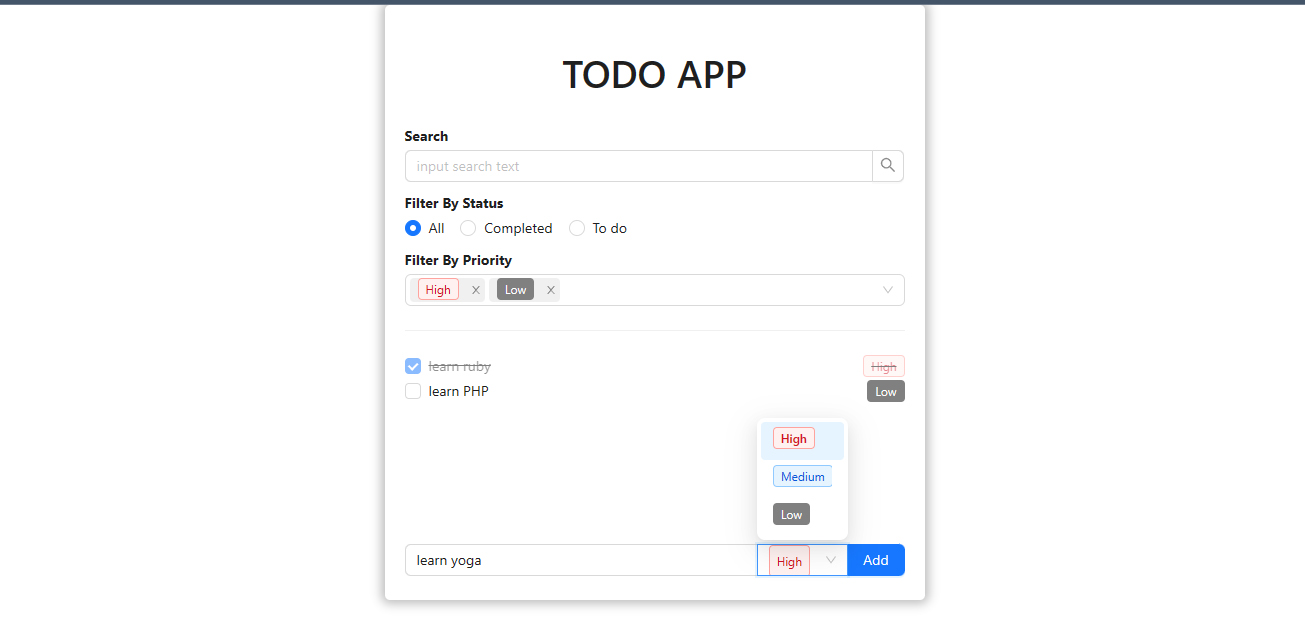 TODO APP
Search
input search text
Filter By Status
All Completed To do
Filter By Priority
High Low
learn ruby High
learn PHP Low
High
Medium
Low
learn yoga High Add